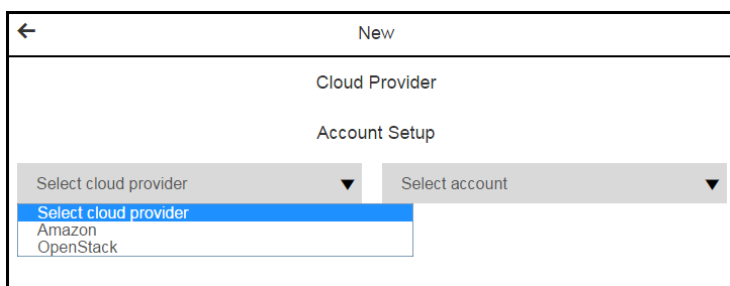 New
Cloud Provider
Account Setup
Select cloud provider
Select account
Select cloud provider
Amazon
OpenStack